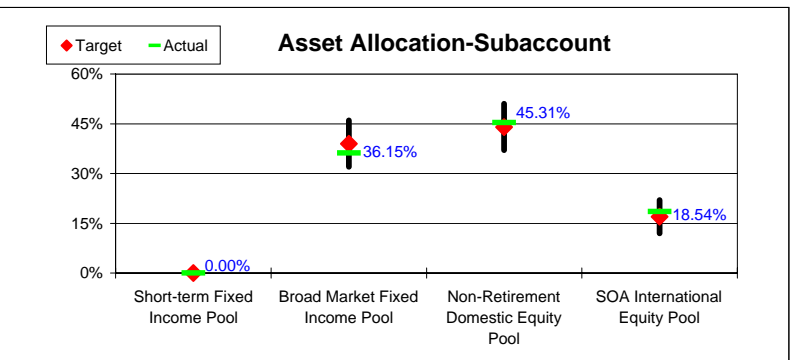 Target Actual
Asset Allocation-Subaccount
60%
45%
30%
15%
0%
0.00%
36.15%
45.31%
18.54%
Short-term Fixed
Income Pool
Broad Market Fixed
Income Pool
Non-Retirement
Domestic Equity
Pool
SOA International
Equity Pool